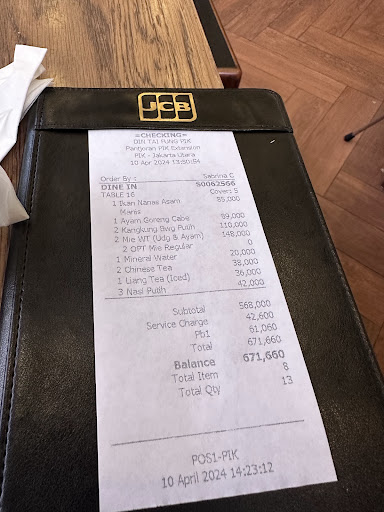 JCB
=CHECKING=
DIN TAI FUNG PIK
Pantjoran PIK Extension
PIK - Jakarta Utara
10 Apr 2024 13:50:54
Order By : Sabrina C
DINE IN S0062566
TABLE 16 Cover: 5
1 Ikan Nanas Asam 85,000
Manis
1 Ayam Goreng Cabe 89,000
2 Kangkung Bwg Putih 110,000
2 Mie WT (Udg & Ayam) 148,000
2 OPT Mie Regular 0
1 Mineral Water 20,000
2 Chinese Tea 38,000
1 Liang Tea (Iced) 36,000
3 Nasi Putih 42,000
Subtotal 568,000
Service Charge 42,600
Pb1 61,060
Total 671,660
Balance 671,660
Total Item 8
Total Qty 13
POS1-PIK
10 April 2024 14:23:12